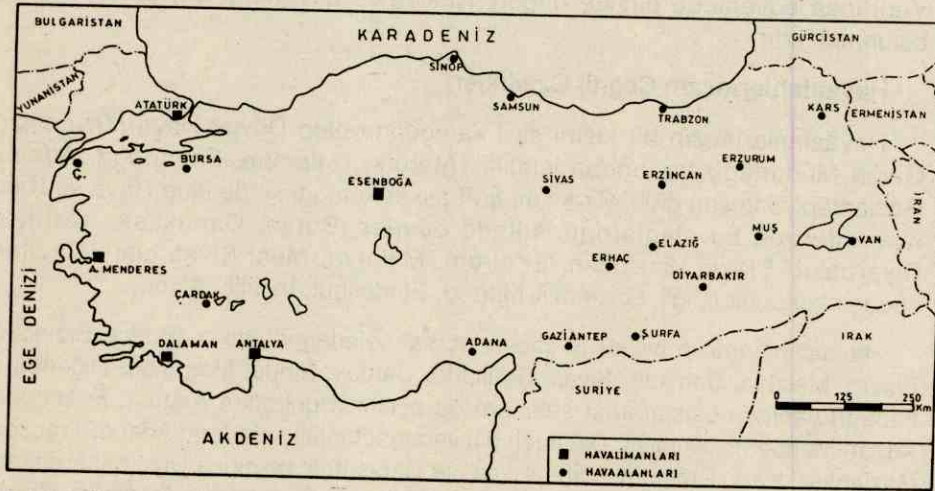 BULGARİSTAN
KARADENİZ
GÜRCİSTAN
SİNOP
YUNANİSTAN
ATATÜRK
SAMSUN
TRABZON
KARS
ERMENİSTAN
Ç.
BURSA
ESENBOĞA
SİVAS
ERZİNCAN
ERZURUM
İRAN
MUŞ
VAN
ELAZIĞ
A. MENDERES
ERHAÇ
DİYARBAKIR
ÇARDAK
EGE DENİZİ
DALAMAN
ANTALYA
ADANA
GAZİANTEP
Ş.URFA
IRAK
SURİYE
0 125 250 Km
AKDENİZ
■ HAVALİMANLARI
● HAVAALANLARI